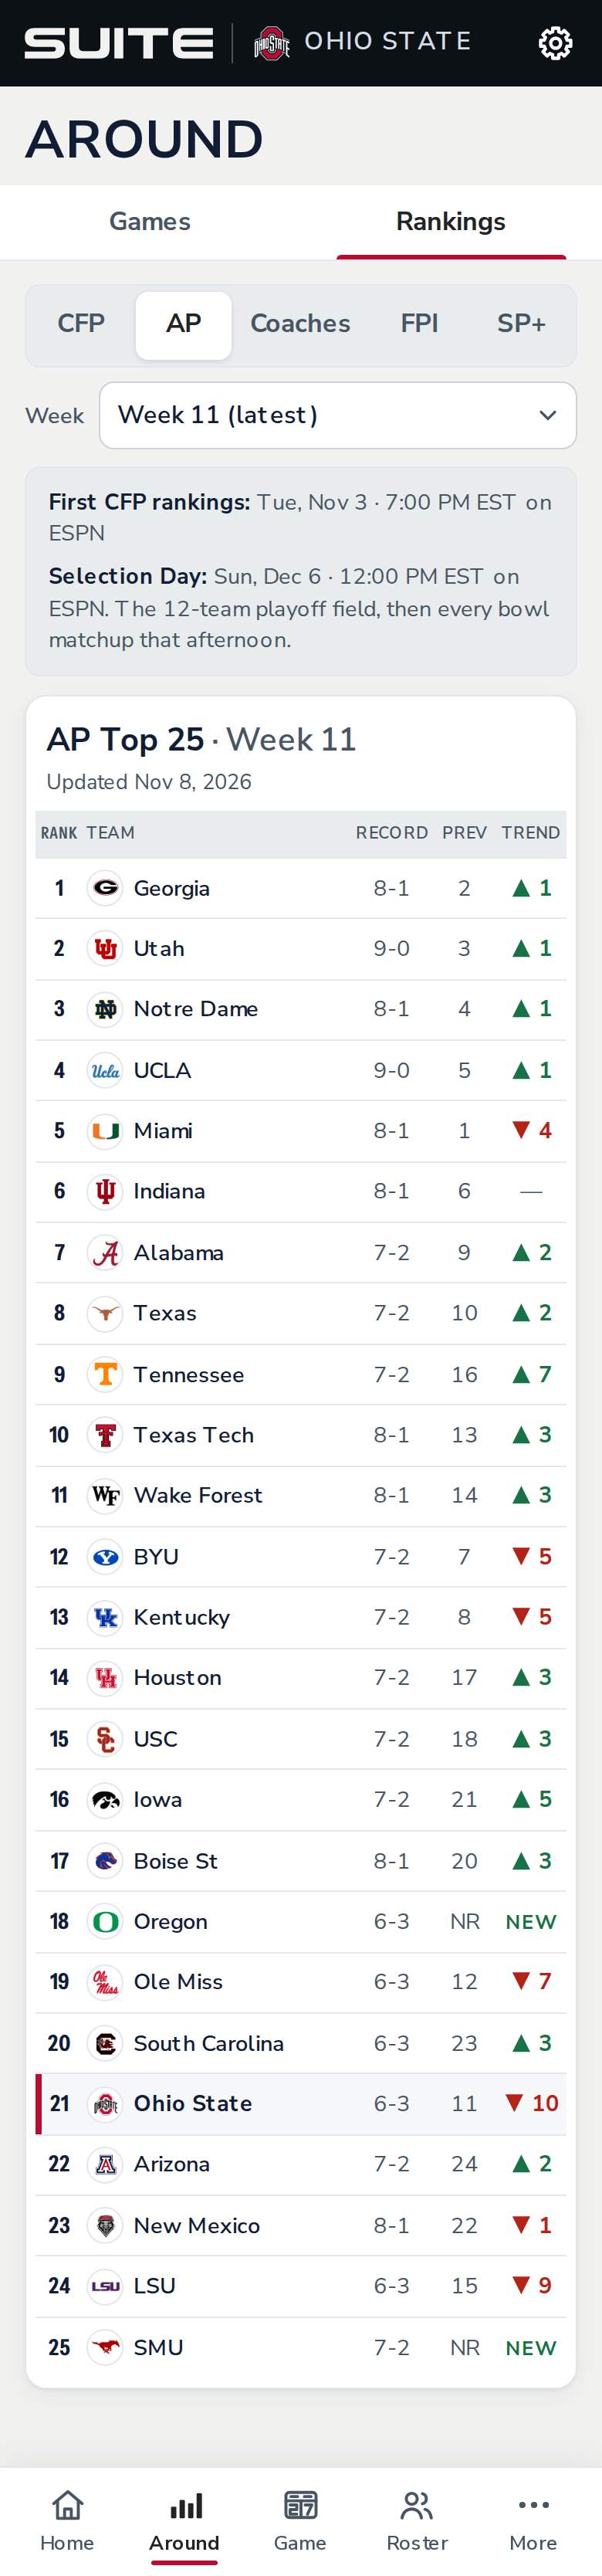 SUITE OHIO STATE
AROUND
Games Rankings
CFP AP Coaches FPI SP+
Week Week 11 (latest)
First CFP rankings: Tue, Nov 3 · 7:00 PM EST on
ESPN
Selection Day: Sun, Dec 6 · 12:00 PM EST on
ESPN. The 12-team playoff field, then every bowl
matchup that afternoon.
AP Top 25 · Week 11
Updated Nov 8, 2026
RANK TEAM RECORD PREV TREND
1 Georgia 8-1 2 ▲ 1
2 Utah 9-0 3 ▲ 1
3 Notre Dame 8-1 4 ▲ 1
4 Ucla UCLA 9-0 5 ▲ 1
5 Miami 8-1 1 ▼ 4
6 Indiana 8-1 6 —
7 Alabama 7-2 9 ▲ 2
8 Texas 7-2 10 ▲ 2
9 Tennessee 7-2 16 ▲ 7
10 Texas Tech 8-1 13 ▲ 3
11 WF Wake Forest 8-1 14 ▲ 3
12 BYU 7-2 7 ▼ 5
13 UK Kentucky 7-2 8 ▼ 5
14 UH Houston 7-2 17 ▲ 3
15 SC USC 7-2 18 ▲ 3
16 Iowa 7-2 21 ▲ 5
17 Boise St 8-1 20 ▲ 3
18 Oregon 6-3 NR NEW
19 Ole Miss Ole Miss 6-3 12 ▼ 7
20 South Carolina 6-3 23 ▲ 3
21 Ohio State 6-3 11 ▼ 10
22 Arizona 7-2 24 ▲ 2
23 New Mexico 8-1 22 ▼ 1
24 LSU LSU 6-3 15 ▼ 9
25 SMU 7-2 NR NEW
Home Around Game Roster More